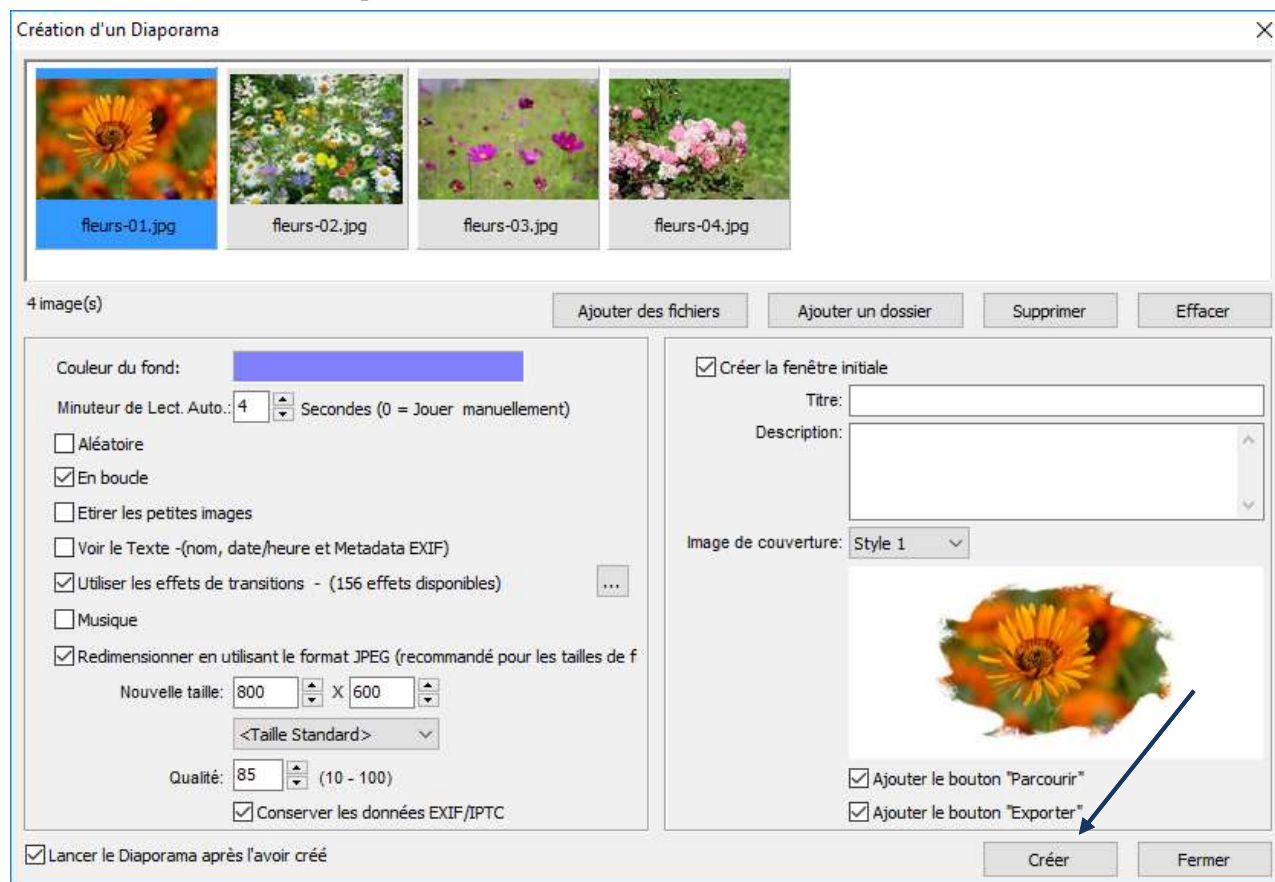 Création d'un Diaporama
fleurs-01.jpg fleurs-02.jpg fleurs-03.jpg fleurs-04.jpg
4 image(s)
Ajouter des fichiers Ajouter un dossier Supprimer Effacer
Couleur du fond:
Minuteur de Lect. Auto.: 4 Secondes (0 = Jouer manuellement)
Aléatoire
En boucle
Etirer les petites images
Voir le Texte -(nom, date/heure et Metadata EXIF)
Utiliser les effets de transitions - (156 effets disponibles) ...
Musique
Redimensionner en utilisant le format JPEG (recommandé pour les tailles de f
Nouvelle taille: 800 X 600
<Taille Standard>
Qualité: 85 (10 - 100)
Conserver les données EXIF/IPTC
Créer la fenêtre initiale
Titre:
Description:
Image de couverture: Style 1
Ajouter le bouton "Parcourir"
Ajouter le bouton "Exporter"
Lancer le Diaporama après l'avoir créé
Créer Fermer